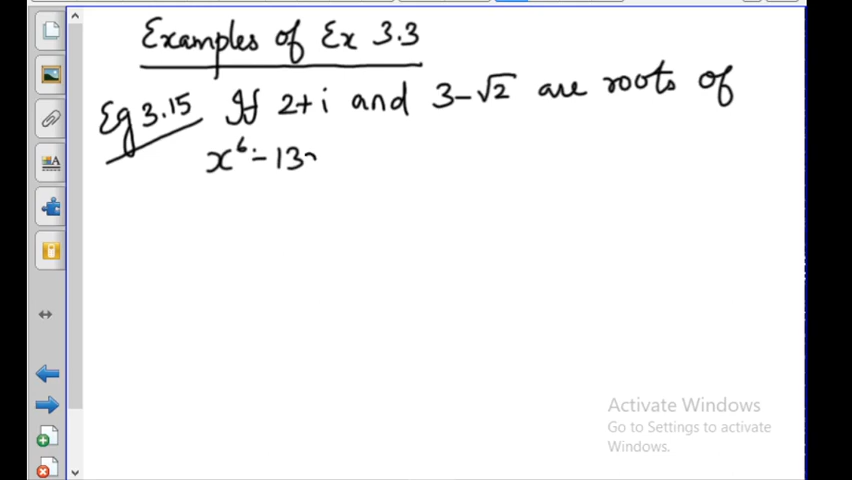 Examples of Ex 3.3
Eg 3.15 If 2+i and 3-√2 are roots of
x⁶-13
Activate Windows
Go to Settings to activate
Windows.